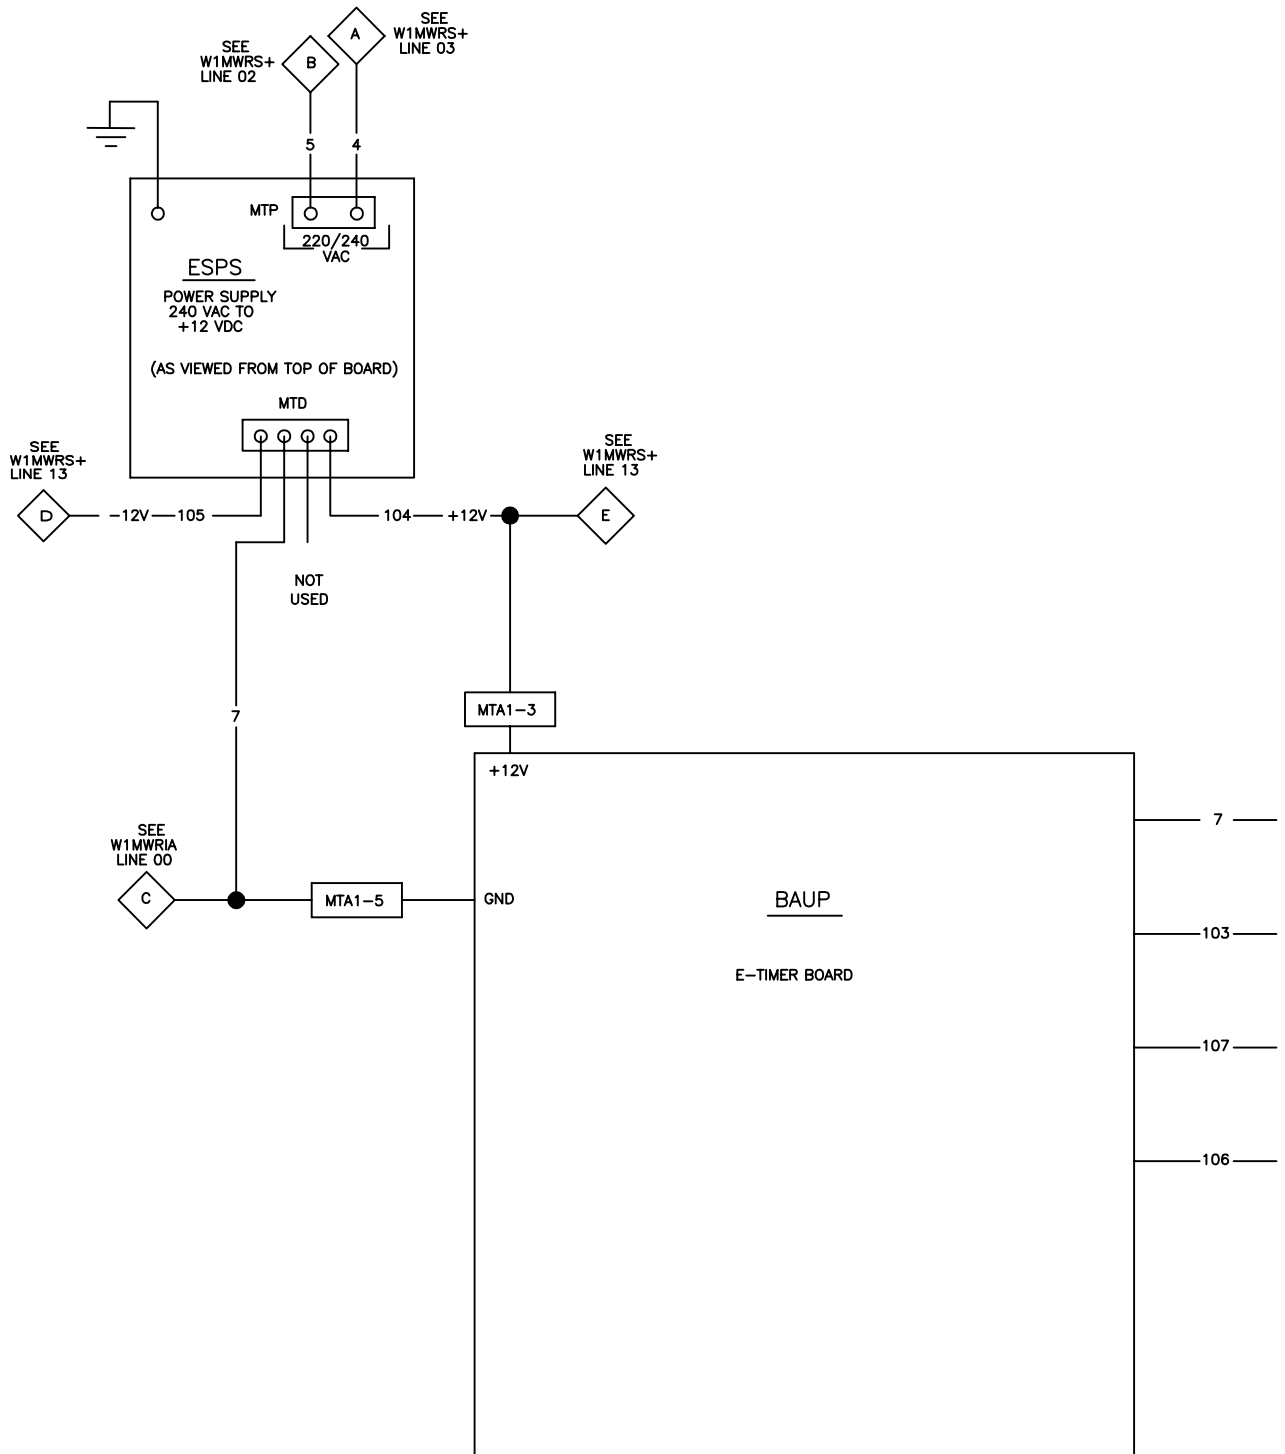 SEE
W1MWRS+
LINE 03
A
SEE
W1MWRS+
LINE 02
B
5
4
MTP
220/240
VAC
ESPS
POWER SUPPLY
240 VAC TO
+12 VDC
(AS VIEWED FROM TOP OF BOARD)
MTD
SEE
W1MWRS+
LINE 13
D
-12V
105
104
+12V
SEE
W1MWRS+
LINE 13
E
NOT
USED
7
MTA1-3
+12V
SEE
W1MWRIA
LINE 00
C
MTA1-5
GND
BAUP
E-TIMER BOARD
7
103
107
106